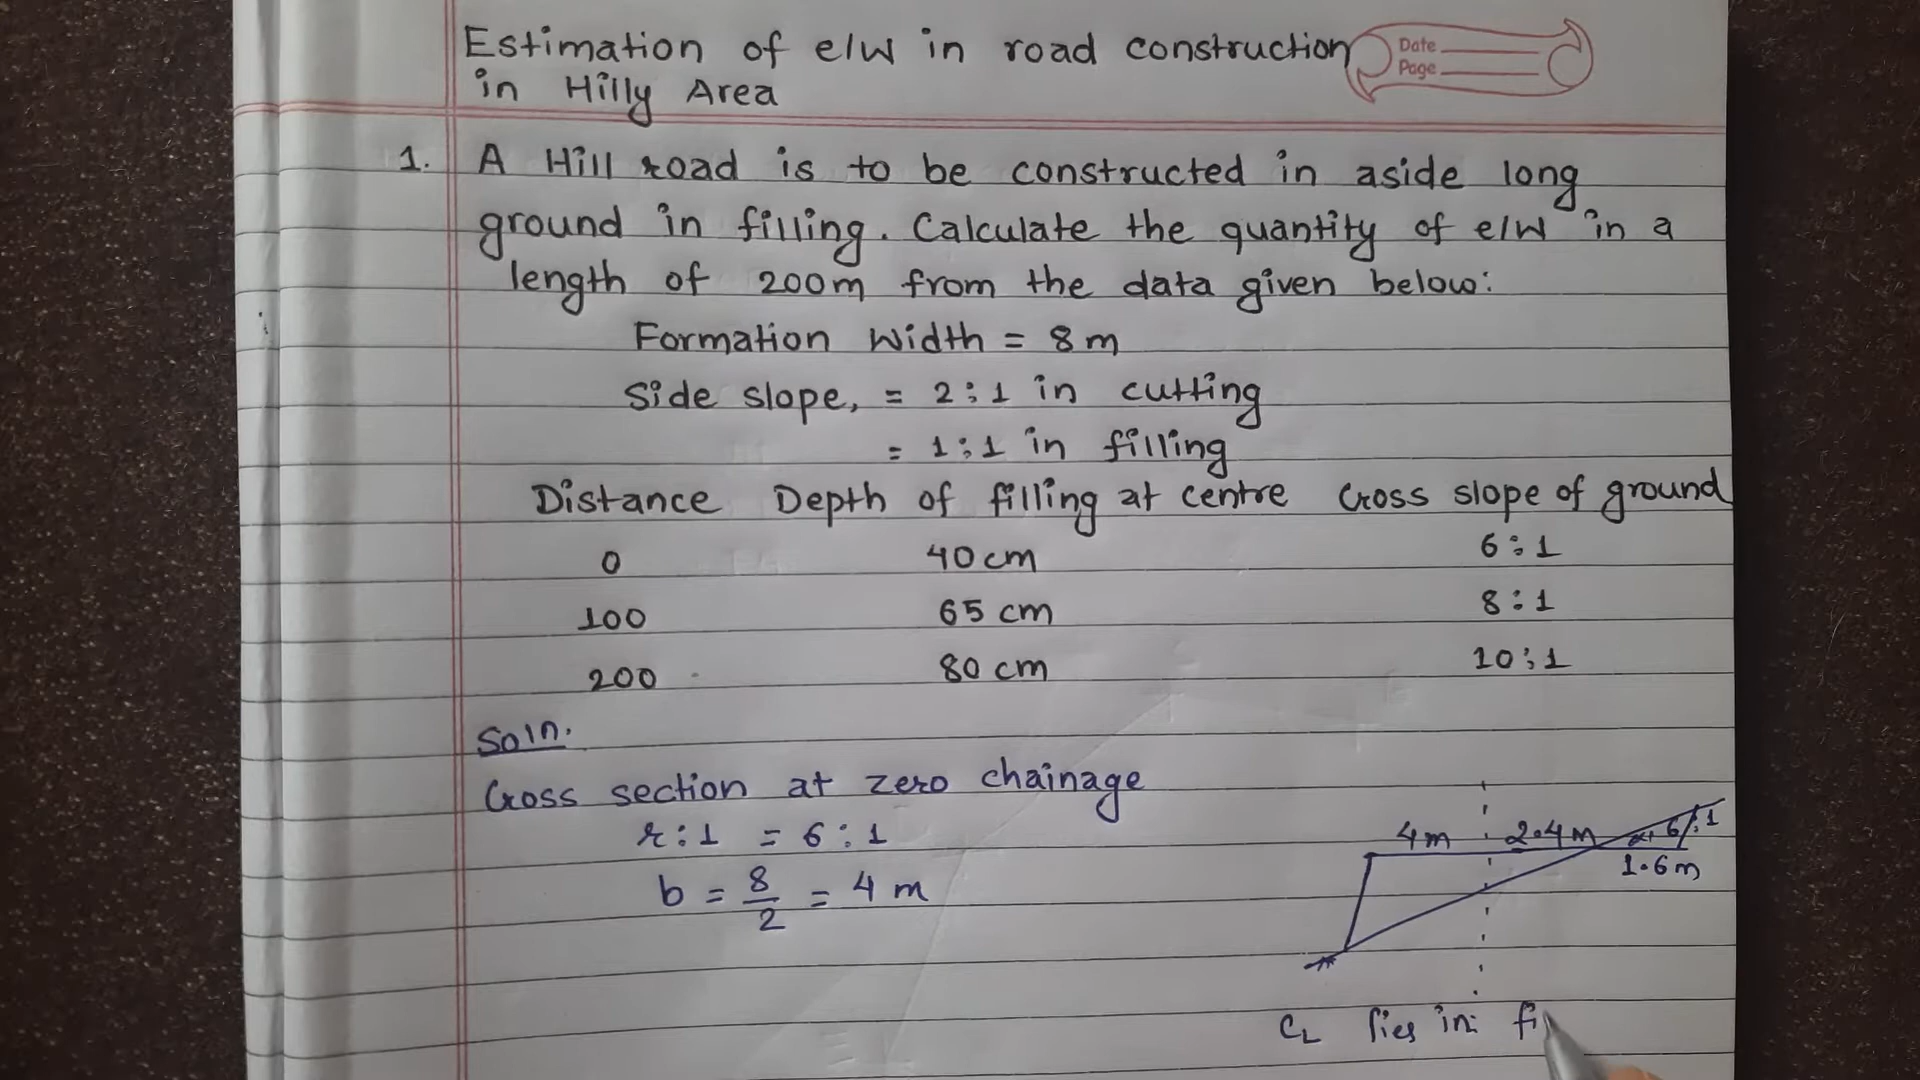 Estimation of e/w in road construction
in Hilly Area
Date
Page
1. A Hill road is to be constructed in aside long
ground in filling. Calculate the quantity of e/w in a
length of 200m from the data given below:
Formation Width = 8 m
Side slope, = 2:1 in cutting
= 1:1 in filling
Distance Depth of filling at centre Cross slope of ground
0 40 cm 6:1
100 65 cm 8:1
200 80 cm 10:1
Soln.
Cross section at zero chainage
r:1 = 6:1
b = 8/2 = 4 m
4m 2.4m 6:1
1.6m
CL lies in